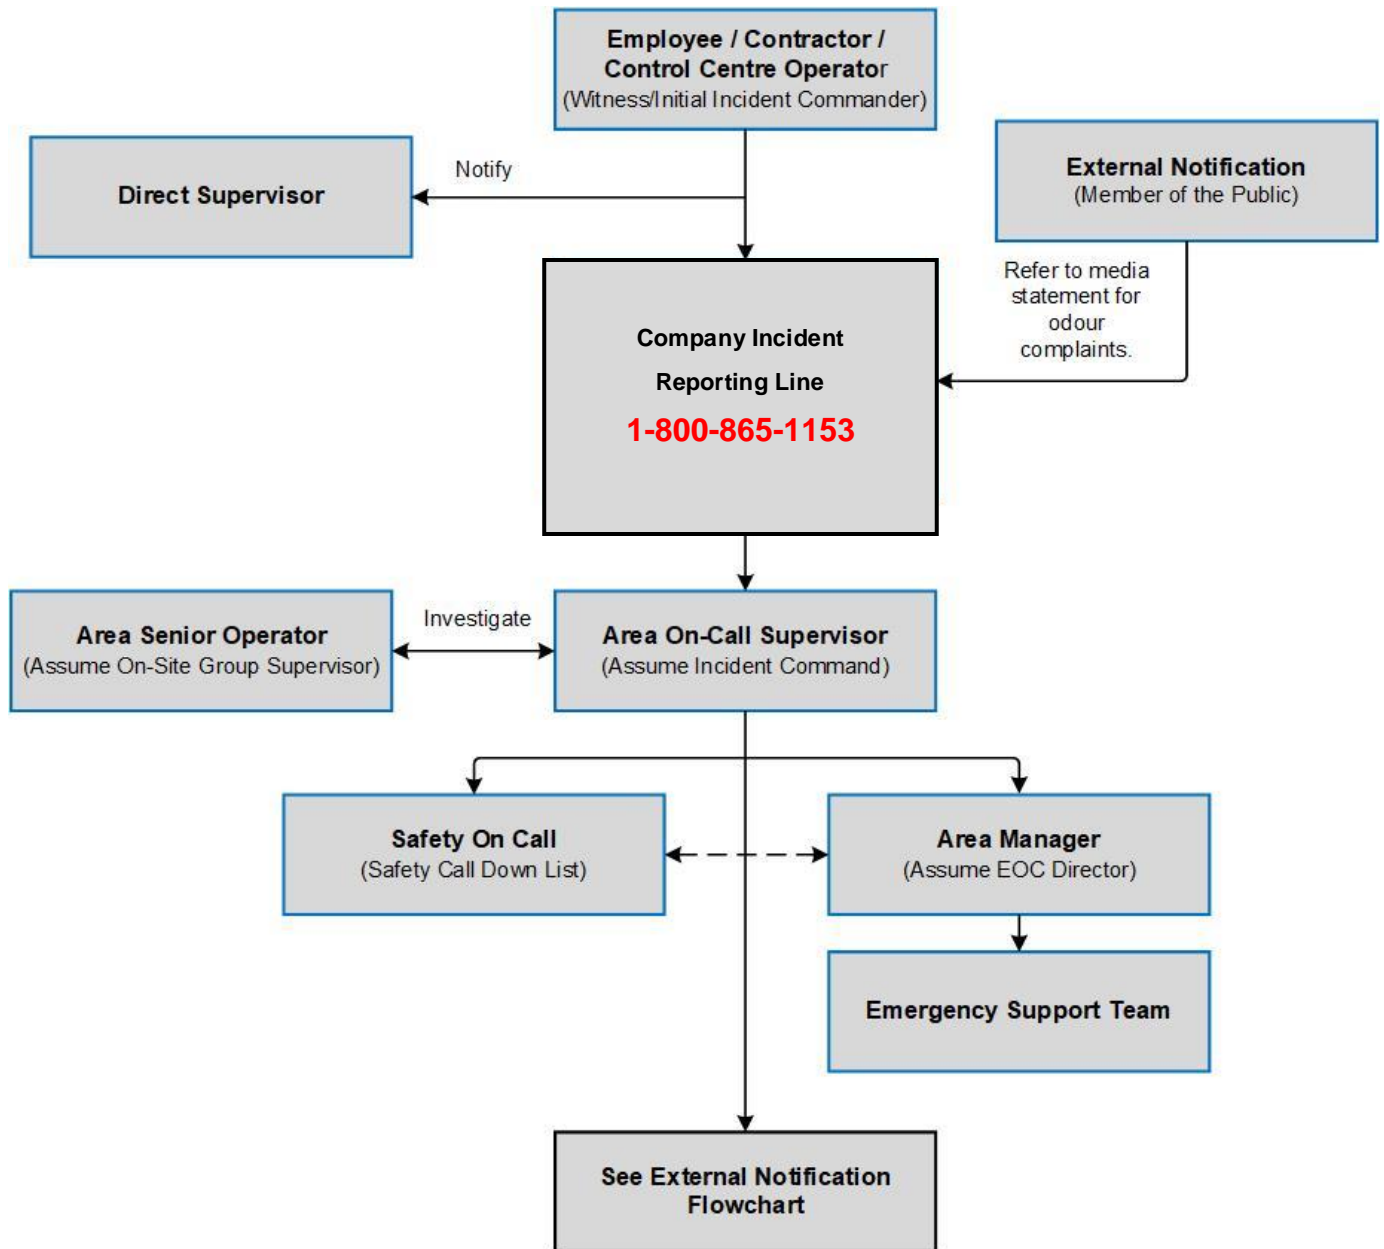 Employee / Contractor /
Control Centre Operator
(Witness/Initial Incident Commander)
Notify
Direct Supervisor
External Notification
(Member of the Public)
Refer to media
statement for
odour
complaints.
Company Incident
Reporting Line
1-800-865-1153
Area Senior Operator
(Assume On-Site Group Supervisor)
Investigate
Area On-Call Supervisor
(Assume Incident Command)
Safety On Call
(Safety Call Down List)
Area Manager
(Assume EOC Director)
Emergency Support Team
See External Notification
Flowchart